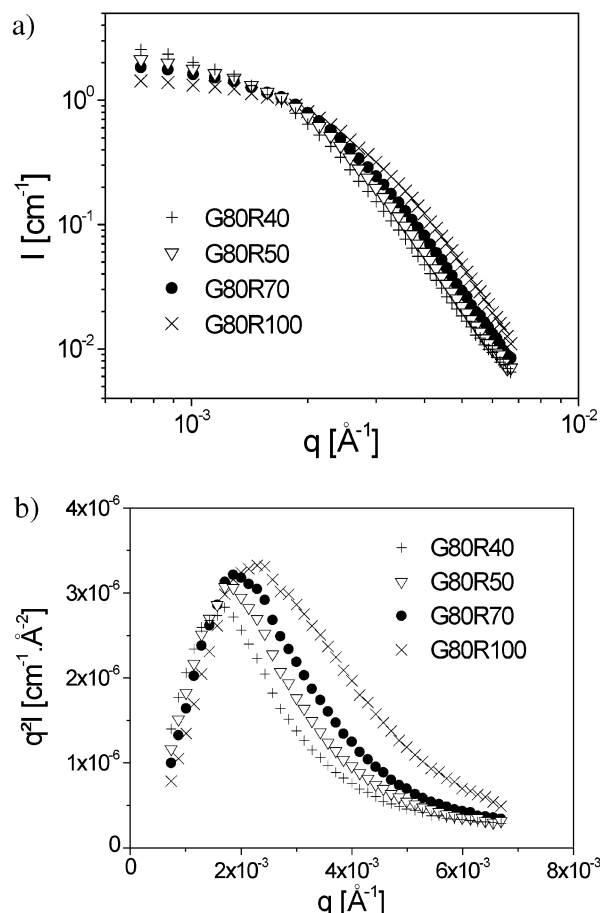 a)
10⁰
10⁻¹
10⁻²
I [cm⁻¹]
G80R40
G80R50
G80R70
G80R100
10⁻³
10⁻²
q [Å⁻¹]
b)
4x10⁻⁶
3x10⁻⁶
2x10⁻⁶
1x10⁻⁶
0
q²I [cm⁻¹.Å⁻²]
G80R40
G80R50
G80R70
G80R100
0
2x10⁻³
4x10⁻³
6x10⁻³
8x10⁻³
q [Å⁻¹]